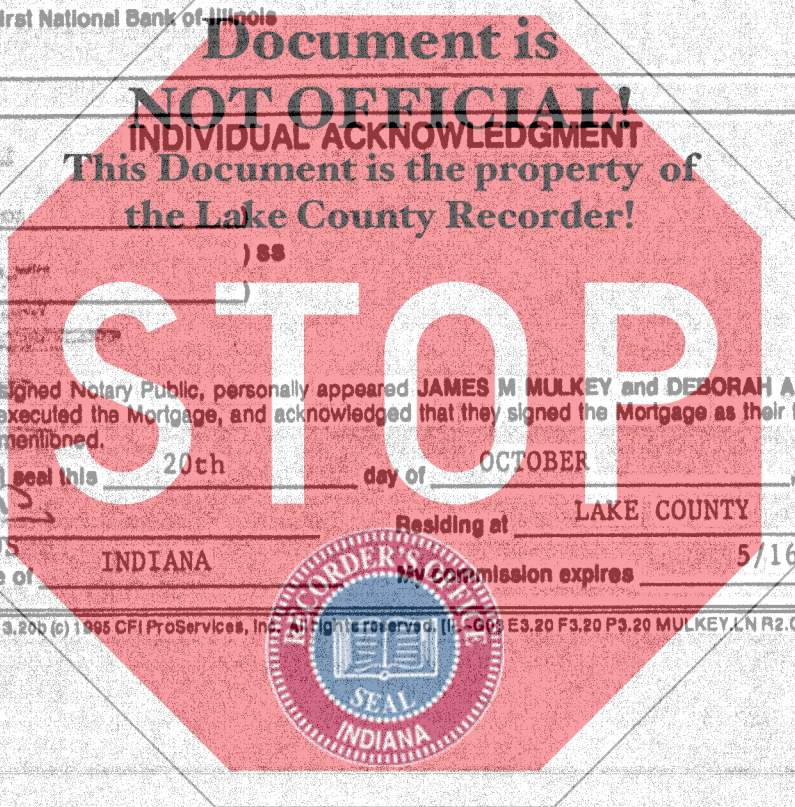 irst National Bank of Illinois
Document is
NOT OFFICIAL!
INDIVIDUAL ACKNOWLEDGMENT
This Document is the property of
the Lake County Recorder!
)
) SS
)
STOP
signed Notary Public, personally appeared JAMES M MULKEY and DEBORAH A
executed the Mortgage, and acknowledged that they signed the Mortgage as their f
mentioned.
seal this 20th day of OCTOBER
Residing at LAKE COUNTY
e of INDIANA My commission expires 5/16
3.20b (c) 1995 CFI ProServices, Inc. All rights reserved. E3.20 F3.20 P3.20 MULKEY.LN R2.
RECORDER'S OFFICE
SEAL
INDIANA